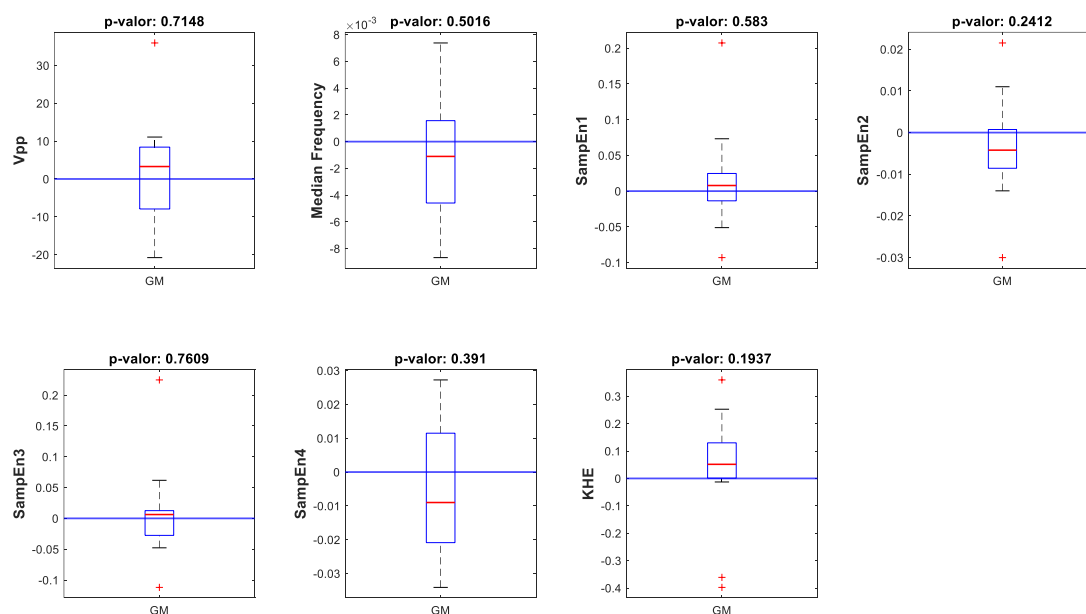 p-valor: 0.7148
Vpp
30
20
10
0
-10
-20
GM
p-valor: 0.5016
×10⁻³
Median Frequency
8
6
4
2
0
-2
-4
-6
-8
GM
p-valor: 0.583
SampEn1
0.2
0.15
0.1
0.05
0
-0.05
-0.1
GM
p-valor: 0.2412
SampEn2
0.02
0.01
0
-0.01
-0.02
-0.03
GM
p-valor: 0.7609
SampEn3
0.2
0.15
0.1
0.05
0
-0.05
-0.1
GM
p-valor: 0.391
SampEn4
0.03
0.02
0.01
0
-0.01
-0.02
-0.03
GM
p-valor: 0.1937
KHE
0.3
0.2
0.1
0
-0.1
-0.2
-0.3
-0.4
GM